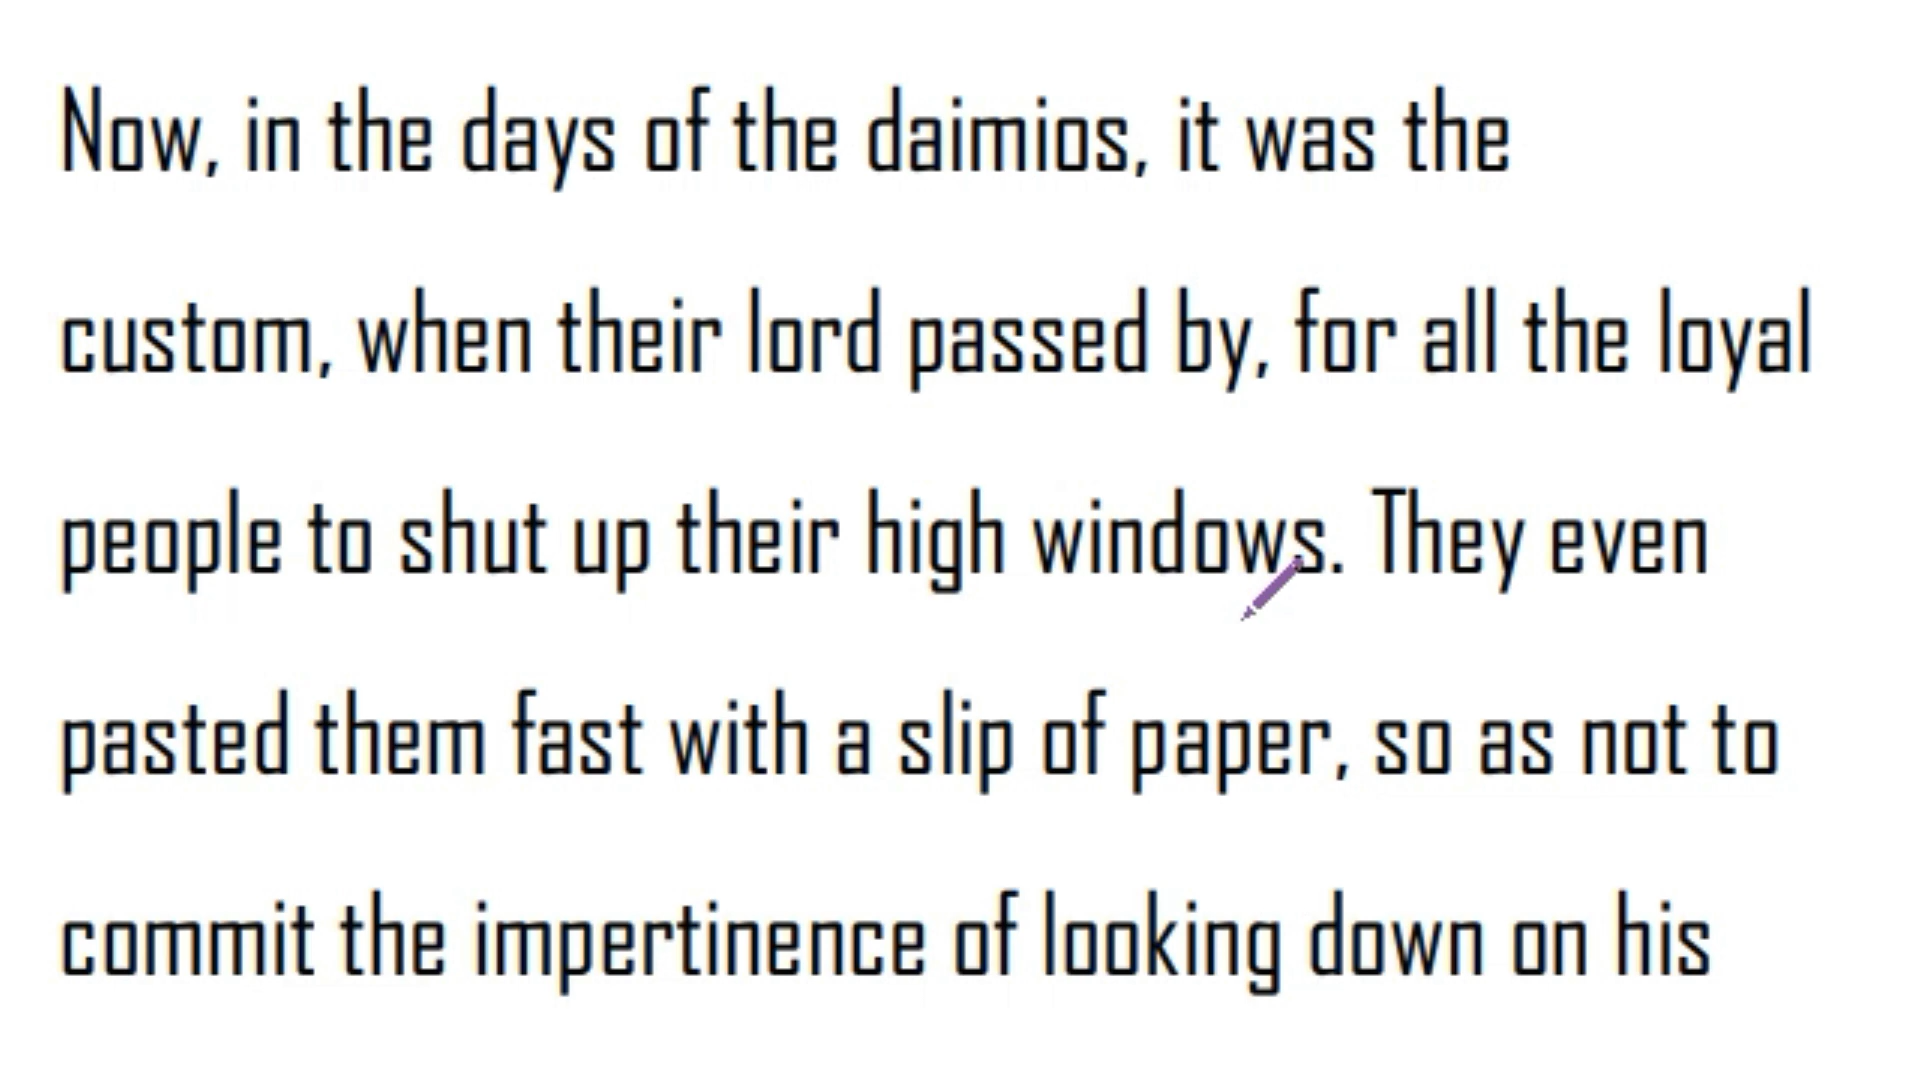 Now, in the days of the daimios, it was the
custom, when their lord passed by, for all the loyal
people to shut up their high windows. They even
pasted them fast with a slip of paper, so as not to
commit the impertinence of looking down on his